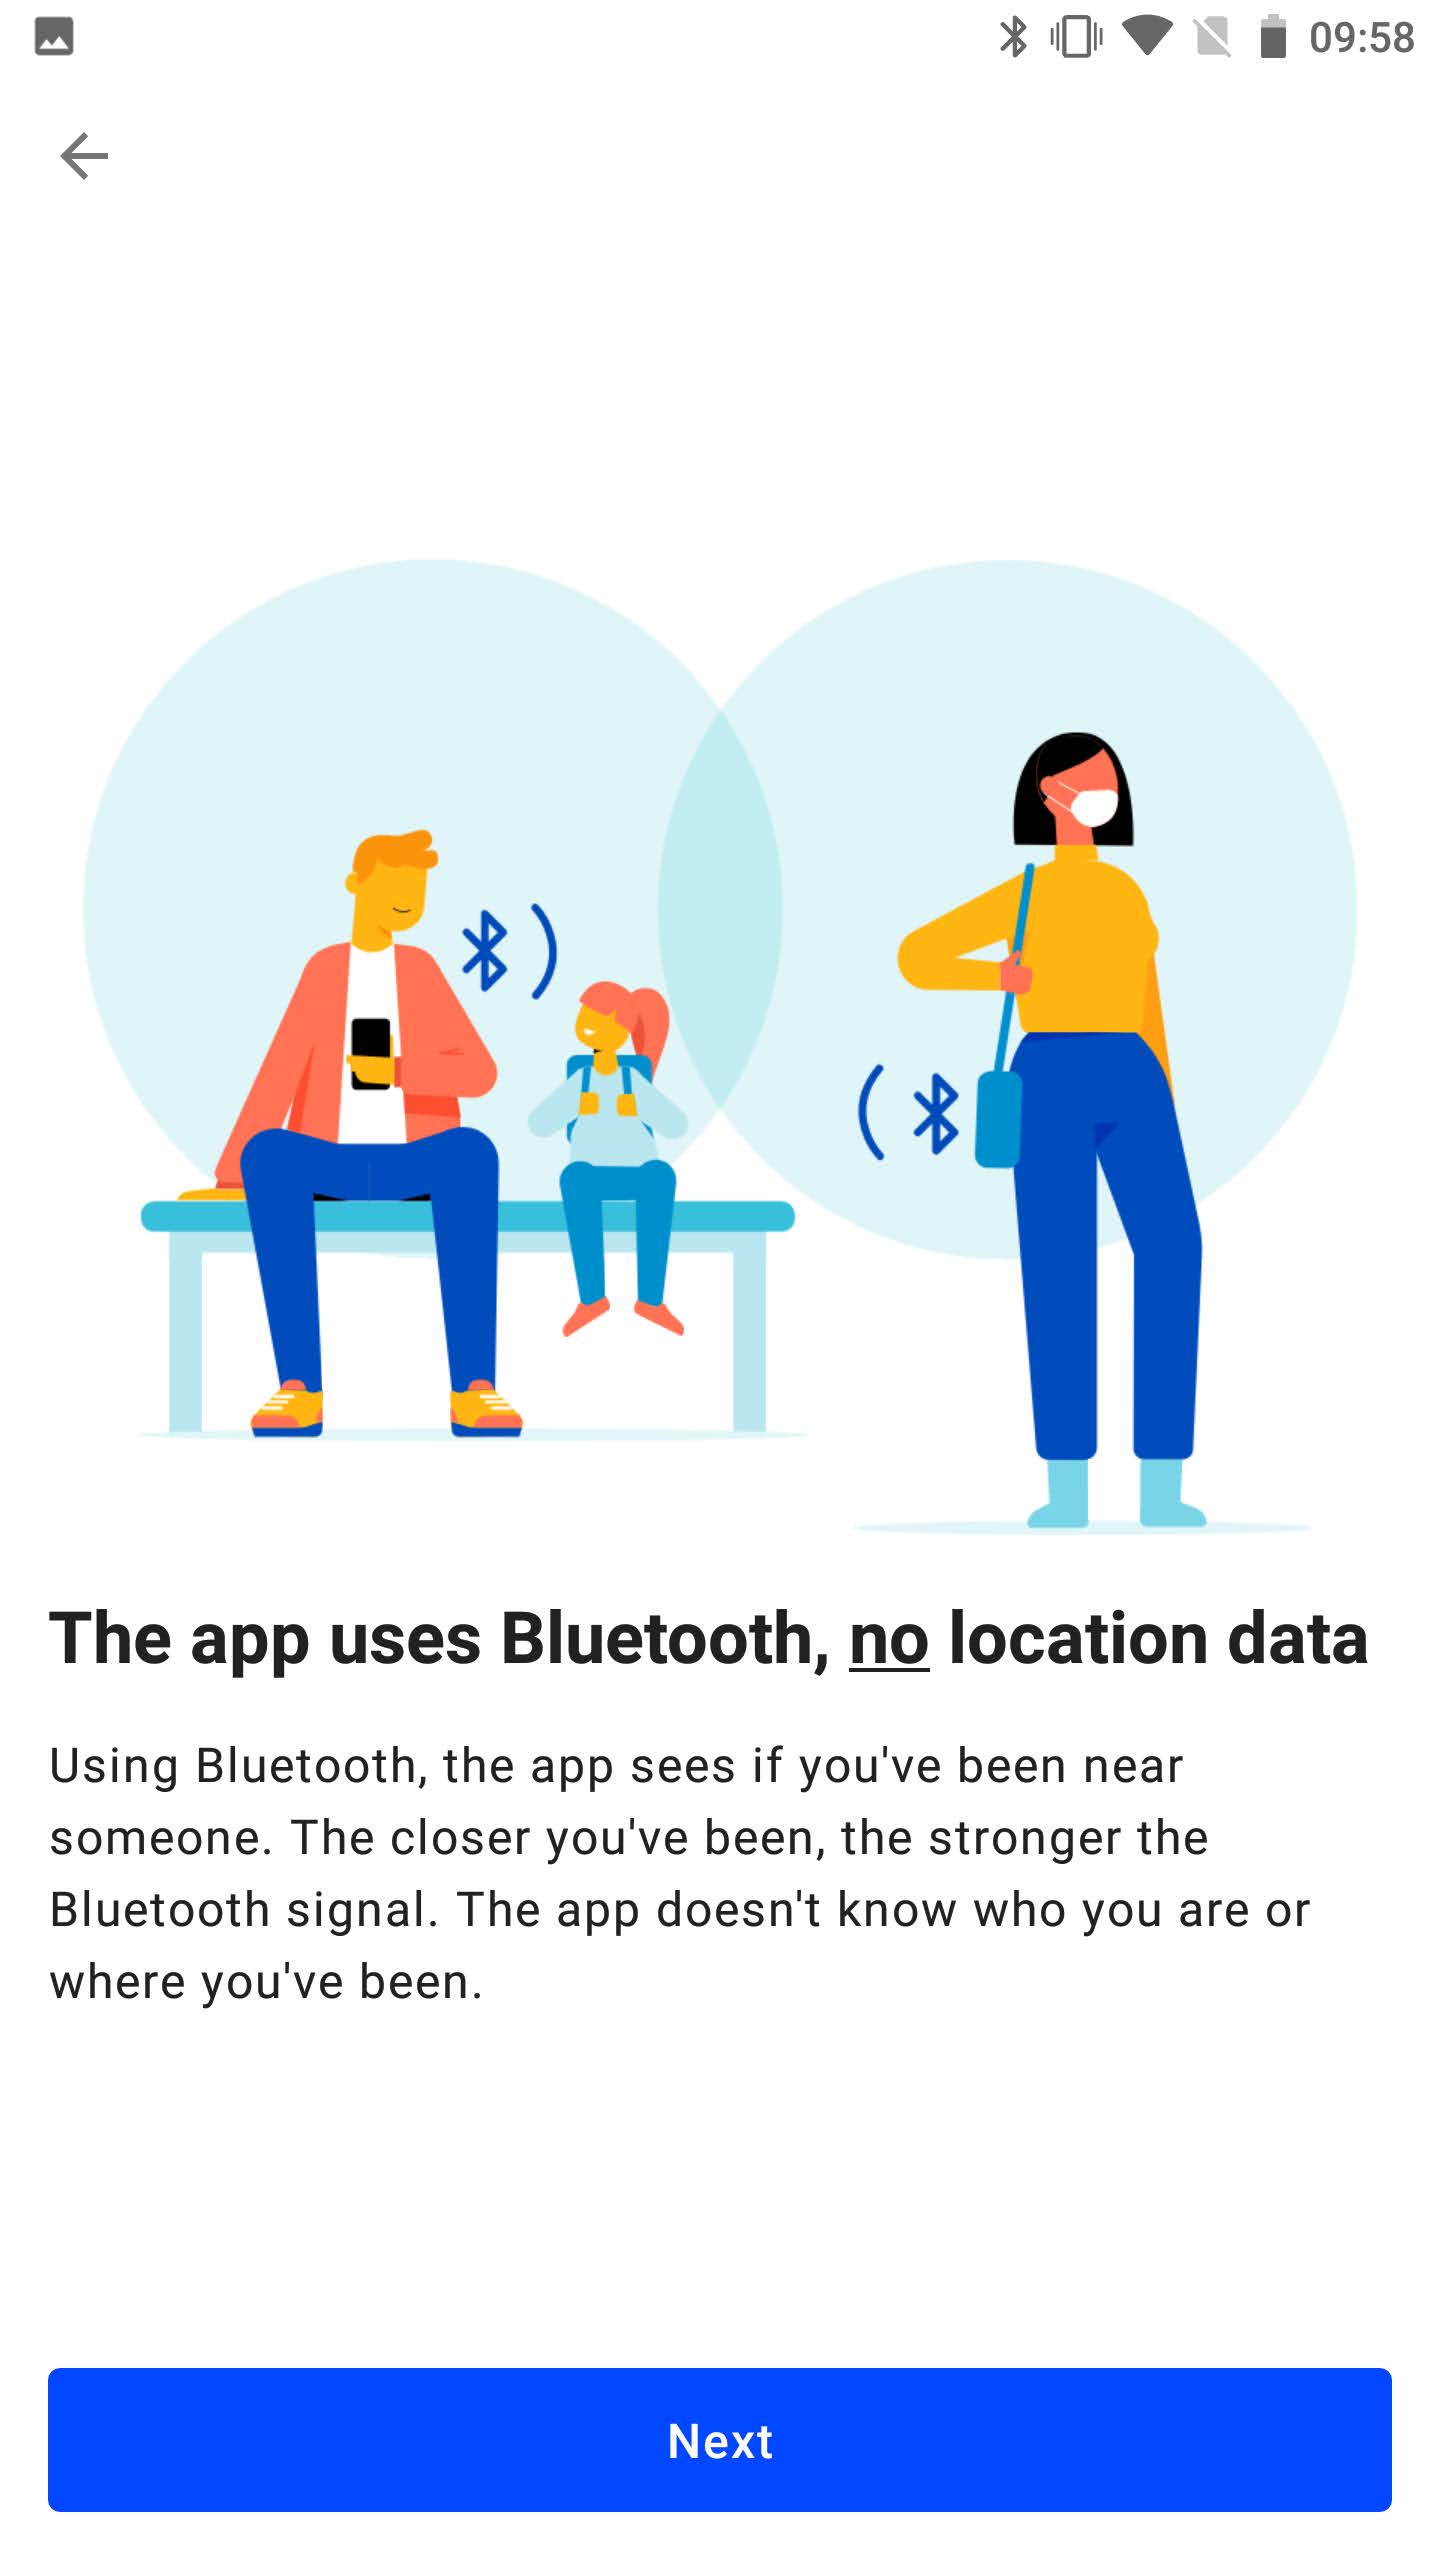 09:58
The app uses Bluetooth, no location data
Using Bluetooth, the app sees if you've been near
someone. The closer you've been, the stronger the
Bluetooth signal. The app doesn't know who you are or
where you've been.
Next